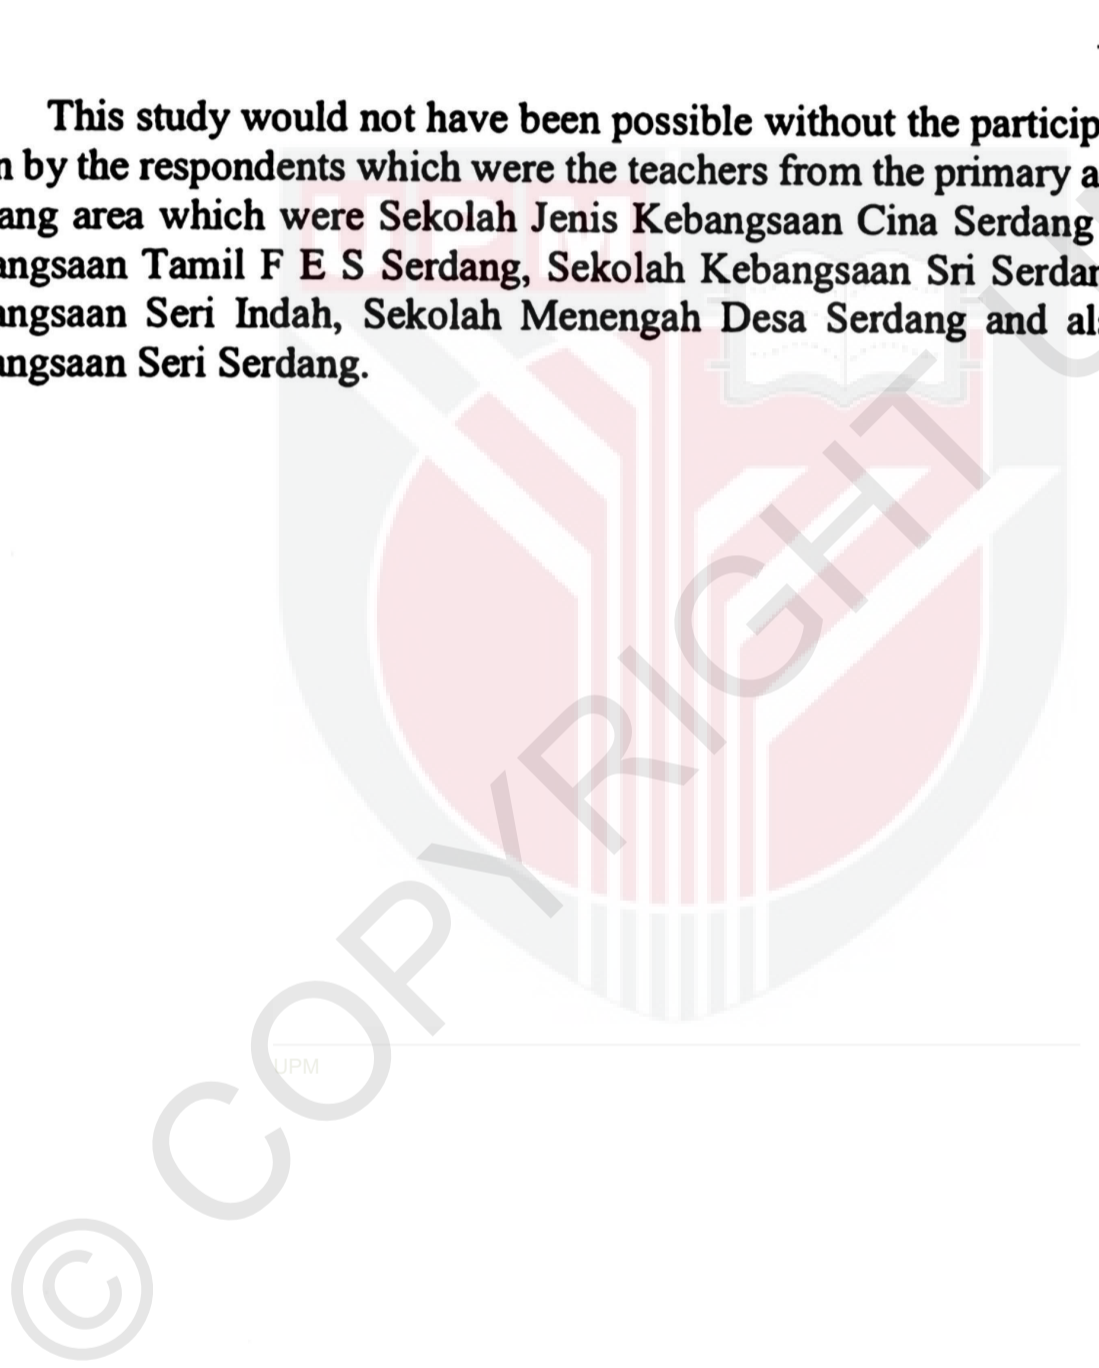 This study would not have been possible without the particip
n by the respondents which were the teachers from the primary a
ang area which were Sekolah Jenis Kebangsaan Cina Serdang
angsaan Tamil F E S Serdang, Sekolah Kebangsaan Sri Serdan
angsaan Seri Indah, Sekolah Menengah Desa Serdang and als
angsaan Seri Serdang.
UPM
UPM
© COPYRIGHT U